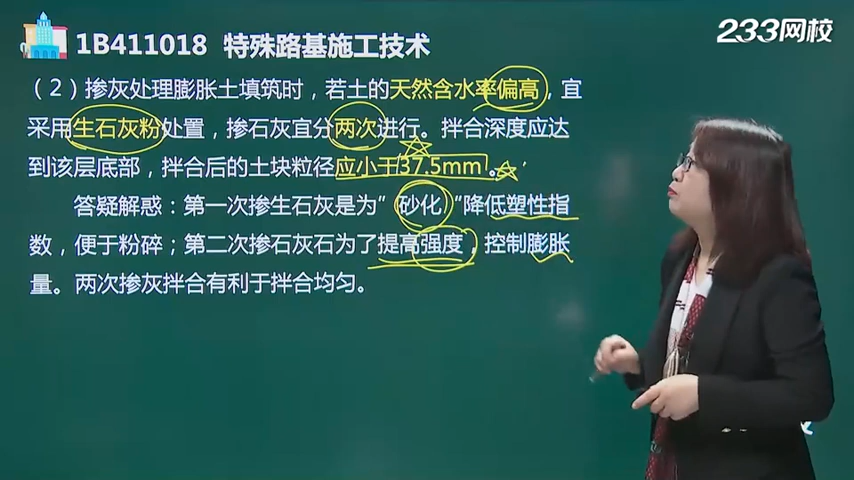 1B411018 特殊路基施工技术
233网校
（2）掺灰处理膨胀土填筑时，若土的天然含水率偏高，宜
采用生石灰粉处置，掺石灰宜分两次进行。拌合深度应达
到该层底部，拌合后的土块粒径应小于37.5mm。
答疑解惑：第一次掺生石灰是为"砂化"降低塑性指
数，便于粉碎；第二次掺石灰石为了提高强度，控制膨胀
量。两次掺灰拌合有利于拌合均匀。